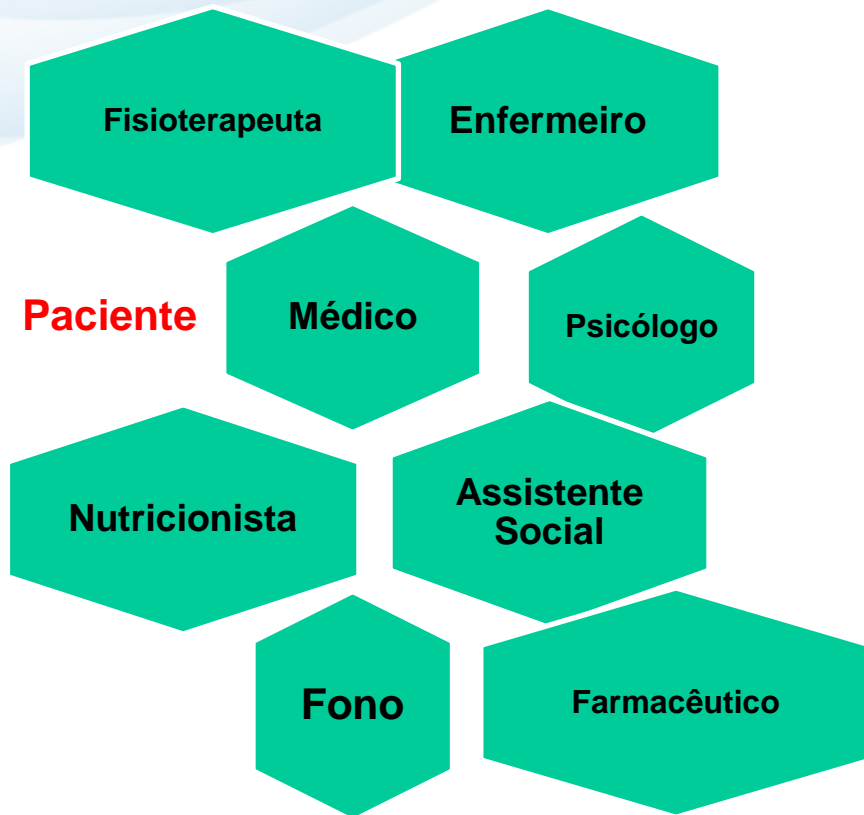 Fisioterapeuta
Enfermeiro
Paciente
Médico
Psicólogo
Nutricionista
Assistente
Social
Fono
Farmacêutico